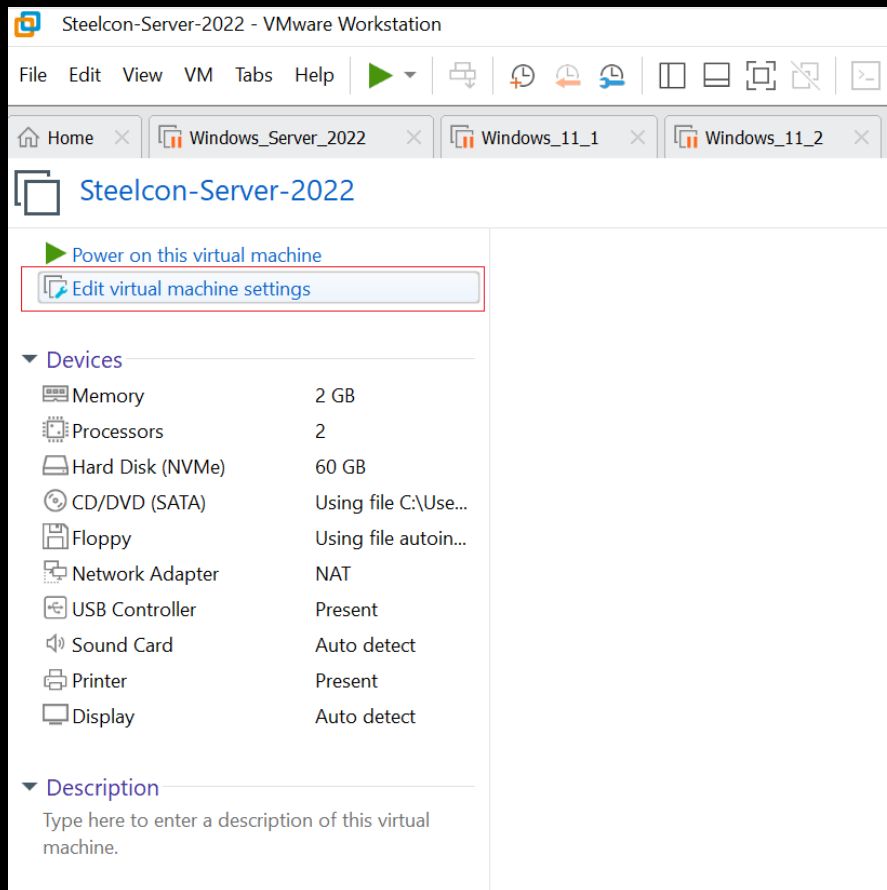 Steelcon-Server-2022 - VMware Workstation
File Edit View VM Tabs Help
Home Windows_Server_2022 Windows_11_1 Windows_11_2
Steelcon-Server-2022
Power on this virtual machine
Edit virtual machine settings
Devices
Memory 2 GB
Processors 2
Hard Disk (NVMe) 60 GB
CD/DVD (SATA) Using file C:\Use...
Floppy Using file autoin...
Network Adapter NAT
USB Controller Present
Sound Card Auto detect
Printer Present
Display Auto detect
Description
Type here to enter a description of this virtual
machine.